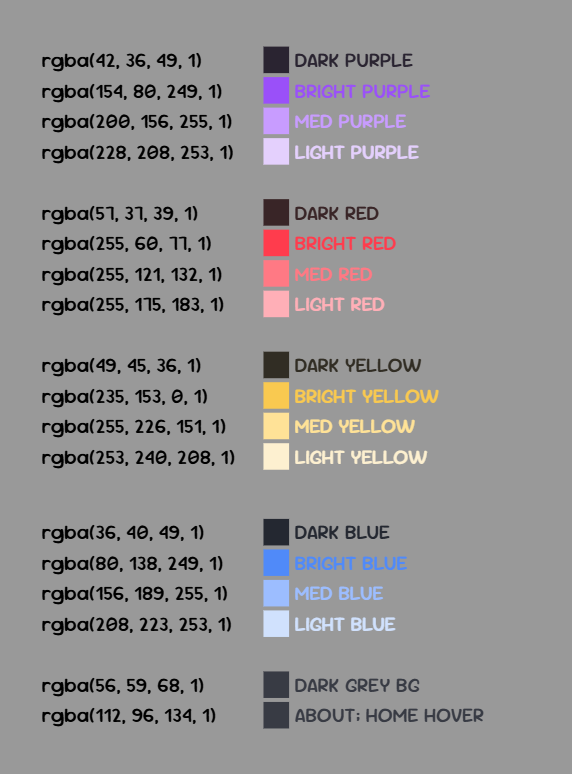 rgba(42, 36, 49, 1) DARK PURPLE
rgba(154, 80, 249, 1) BRIGHT PURPLE
rgba(200, 156, 255, 1) MED PURPLE
rgba(228, 208, 253, 1) LIGHT PURPLE
rgba(57, 37, 39, 1) DARK RED
rgba(255, 60, 77, 1) BRIGHT RED
rgba(255, 121, 132, 1) MED RED
rgba(255, 175, 183, 1) LIGHT RED
rgba(49, 45, 36, 1) DARK YELLOW
rgba(235, 153, 0, 1) BRIGHT YELLOW
rgba(255, 226, 151, 1) MED YELLOW
rgba(253, 240, 208, 1) LIGHT YELLOW
rgba(36, 40, 49, 1) DARK BLUE
rgba(80, 138, 249, 1) BRIGHT BLUE
rgba(156, 189, 255, 1) MED BLUE
rgba(208, 223, 253, 1) LIGHT BLUE
rgba(56, 59, 68, 1) DARK GREY BG
rgba(112, 96, 134, 1) ABOUT: HOME HOVER